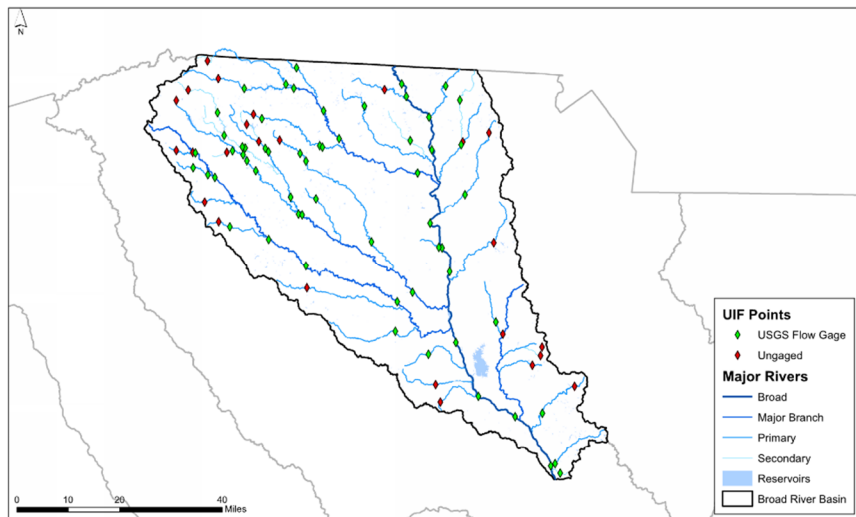 N
UIF Points
USGS Flow Gage
Ungaged
Major Rivers
Broad
Major Branch
Primary
Secondary
Reservoirs
Broad River Basin
0 10 20 40
Miles